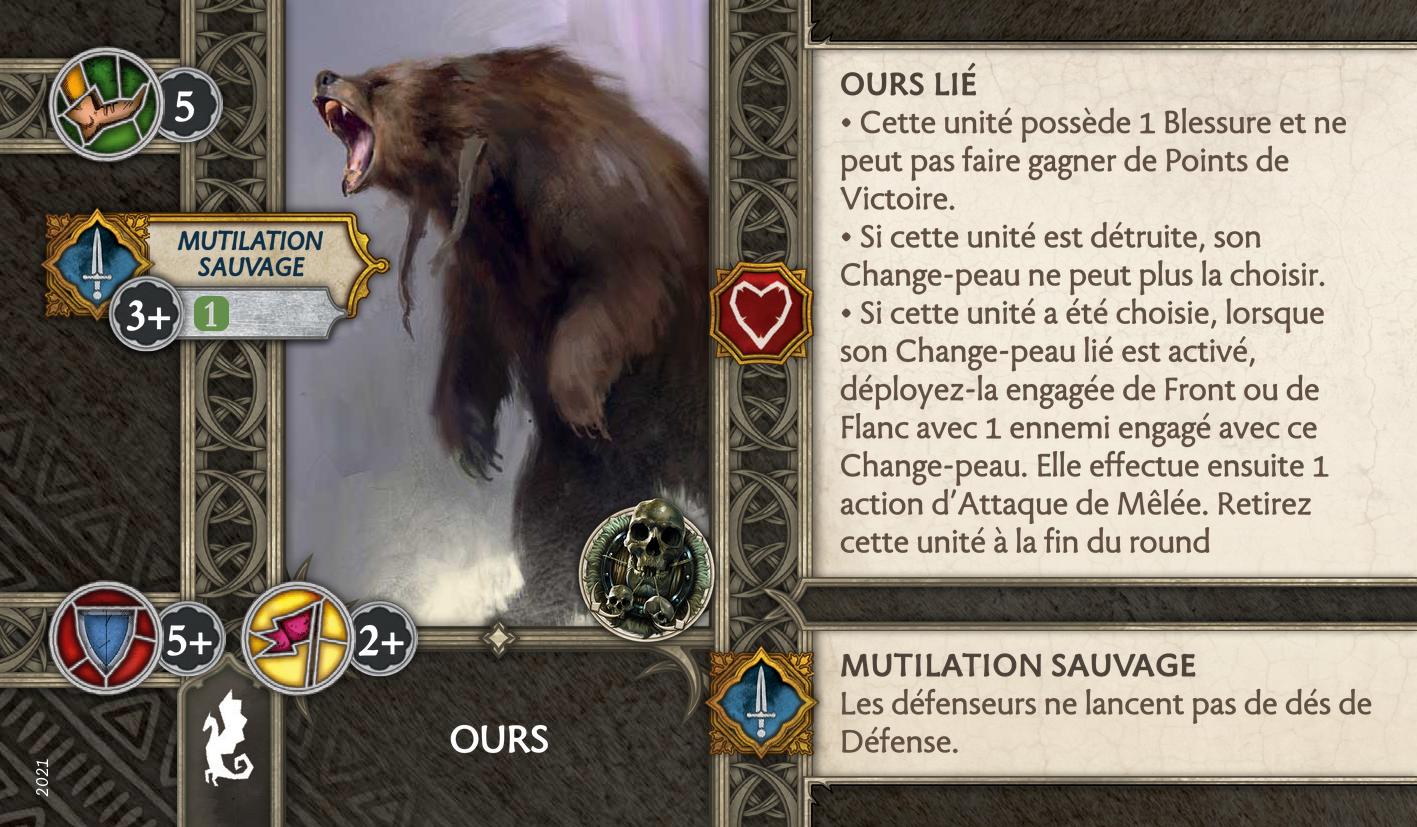 5
MUTILATION
SAUVAGE
3+ 1
5+ 2+
OURS
2021
OURS LIÉ
• Cette unité possède 1 Blessure et ne
peut pas faire gagner de Points de
Victoire.
• Si cette unité est détruite, son
Change-peau ne peut plus la choisir.
• Si cette unité a été choisie, lorsque
son Change-peau lié est activé,
déployez-la engagée de Front ou de
Flanc avec 1 ennemi engagé avec ce
Change-peau. Elle effectue ensuite 1
action d'Attaque de Mêlée. Retirez
cette unité à la fin du round
MUTILATION SAUVAGE
Les défenseurs ne lancent pas de dés de
Défense.